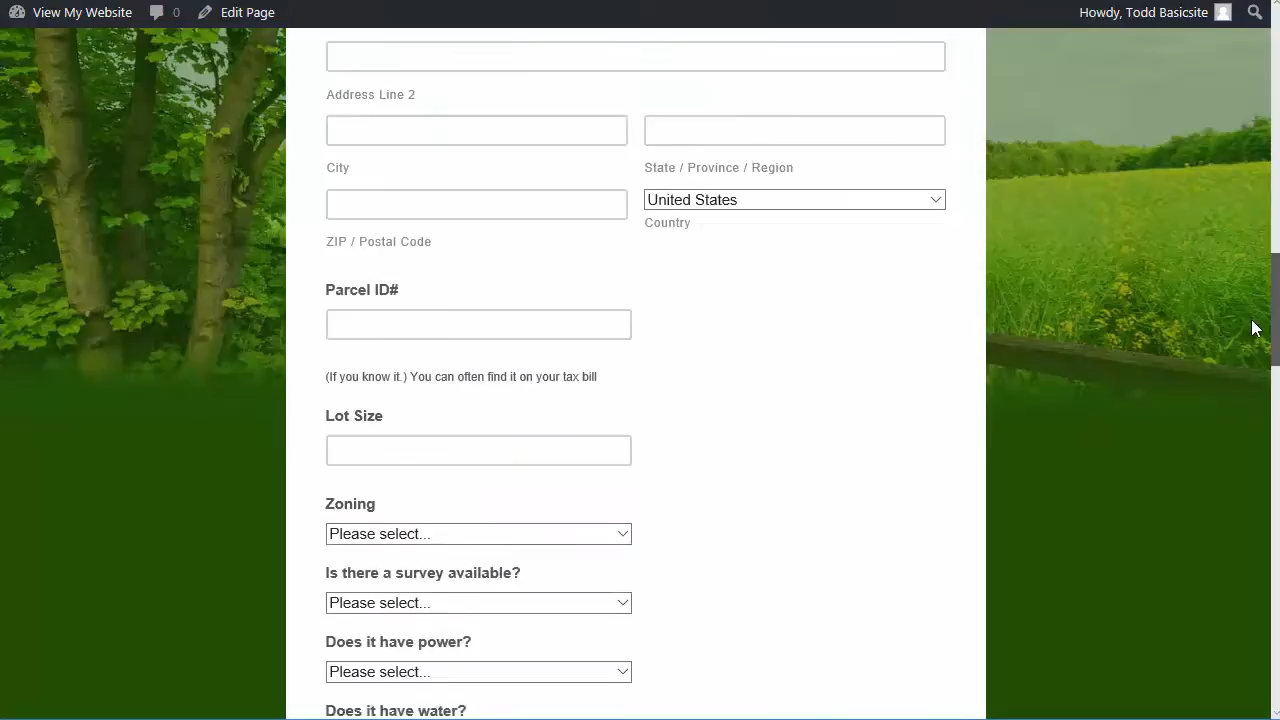 View My Website 0 Edit Page Howdy, Todd Basicsite
Address Line 2
City State / Province / Region
United States
Country
ZIP / Postal Code
Parcel ID#
(If you know it.) You can often find it on your tax bill
Lot Size
Zoning
Please select...
Is there a survey available?
Please select...
Does it have power?
Please select...
Does it have water?